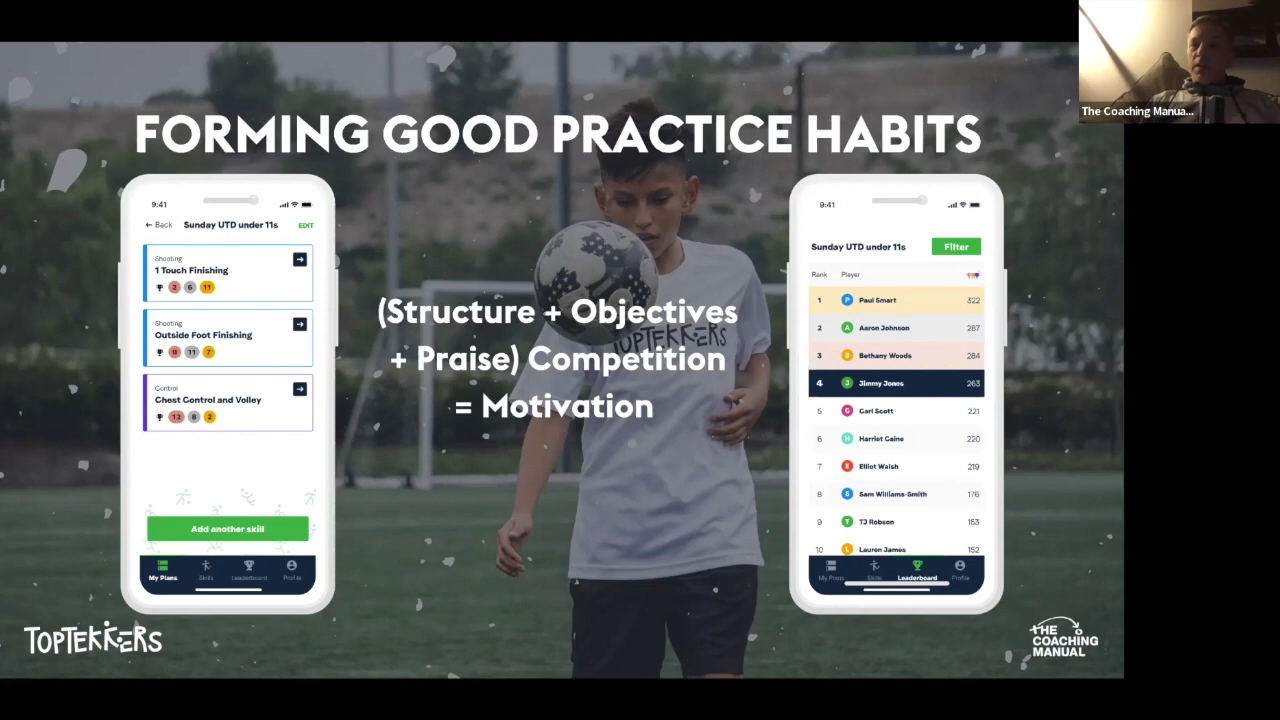 The Coaching Manua...
FORMING GOOD PRACTICE HABITS
9:41
Back Sunday UTD under 11s EDIT
Shooting
1 Touch Finishing
2 6 11
Shooting
Outside Foot Finishing
9 11 7
Control
Chest Control and Volley
12 8 2
Add another skill
My Plans Skills Leaderboard Profile
(Structure + Objectives
+ Praise) Competition
= Motivation
TOPTEKKERS
9:41
Sunday UTD under 11s Filter
Rank Player
1 P Paul Smart 322
2 A Aaron Johnson 287
3 B Bethany Woods 284
4 J Jimmy Jones 263
5 C Carl Scott 221
6 H Harriet Gains 220
7 E Elliot Walsh 219
8 S Sam Williams-Smith 176
9 T TJ Robson 153
10 L Lauren James 152
My Plans Skills Leaderboard Profile
TOPTEKKERS
THE
COACHING
MANUAL